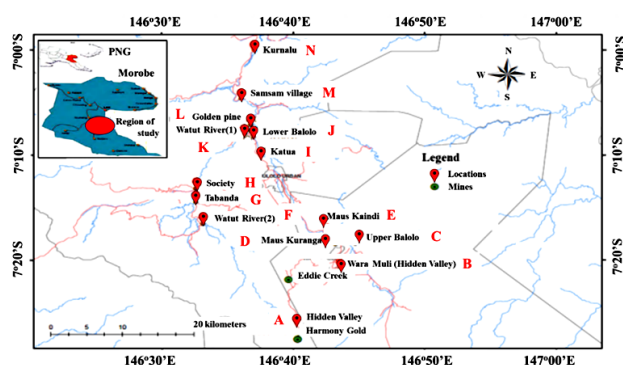 146°30'E 146°40'E 146°50'E 147°00'E
PNG
Morobe
Region of
study
7°00'S
Kurnalu N
N
W E
S
Samsam village M
L Golden pine
Watut River(1) Lower Balolo J
K
Katua I
7°10'S
7°10'S
Legend
Locations
Mines
Society H
Tabanda G
Watut River(2) F Maus Kaindi E
D Maus Kuranga Upper Balolo C
Wara Muli (Hidden Valley) B
7°20'S
7°20'S
Eddie Creek
A Hidden Valley
Harmony Gold
0 5 10 20 kilometers
146°30'E 146°40'E 146°50'E 147°00'E